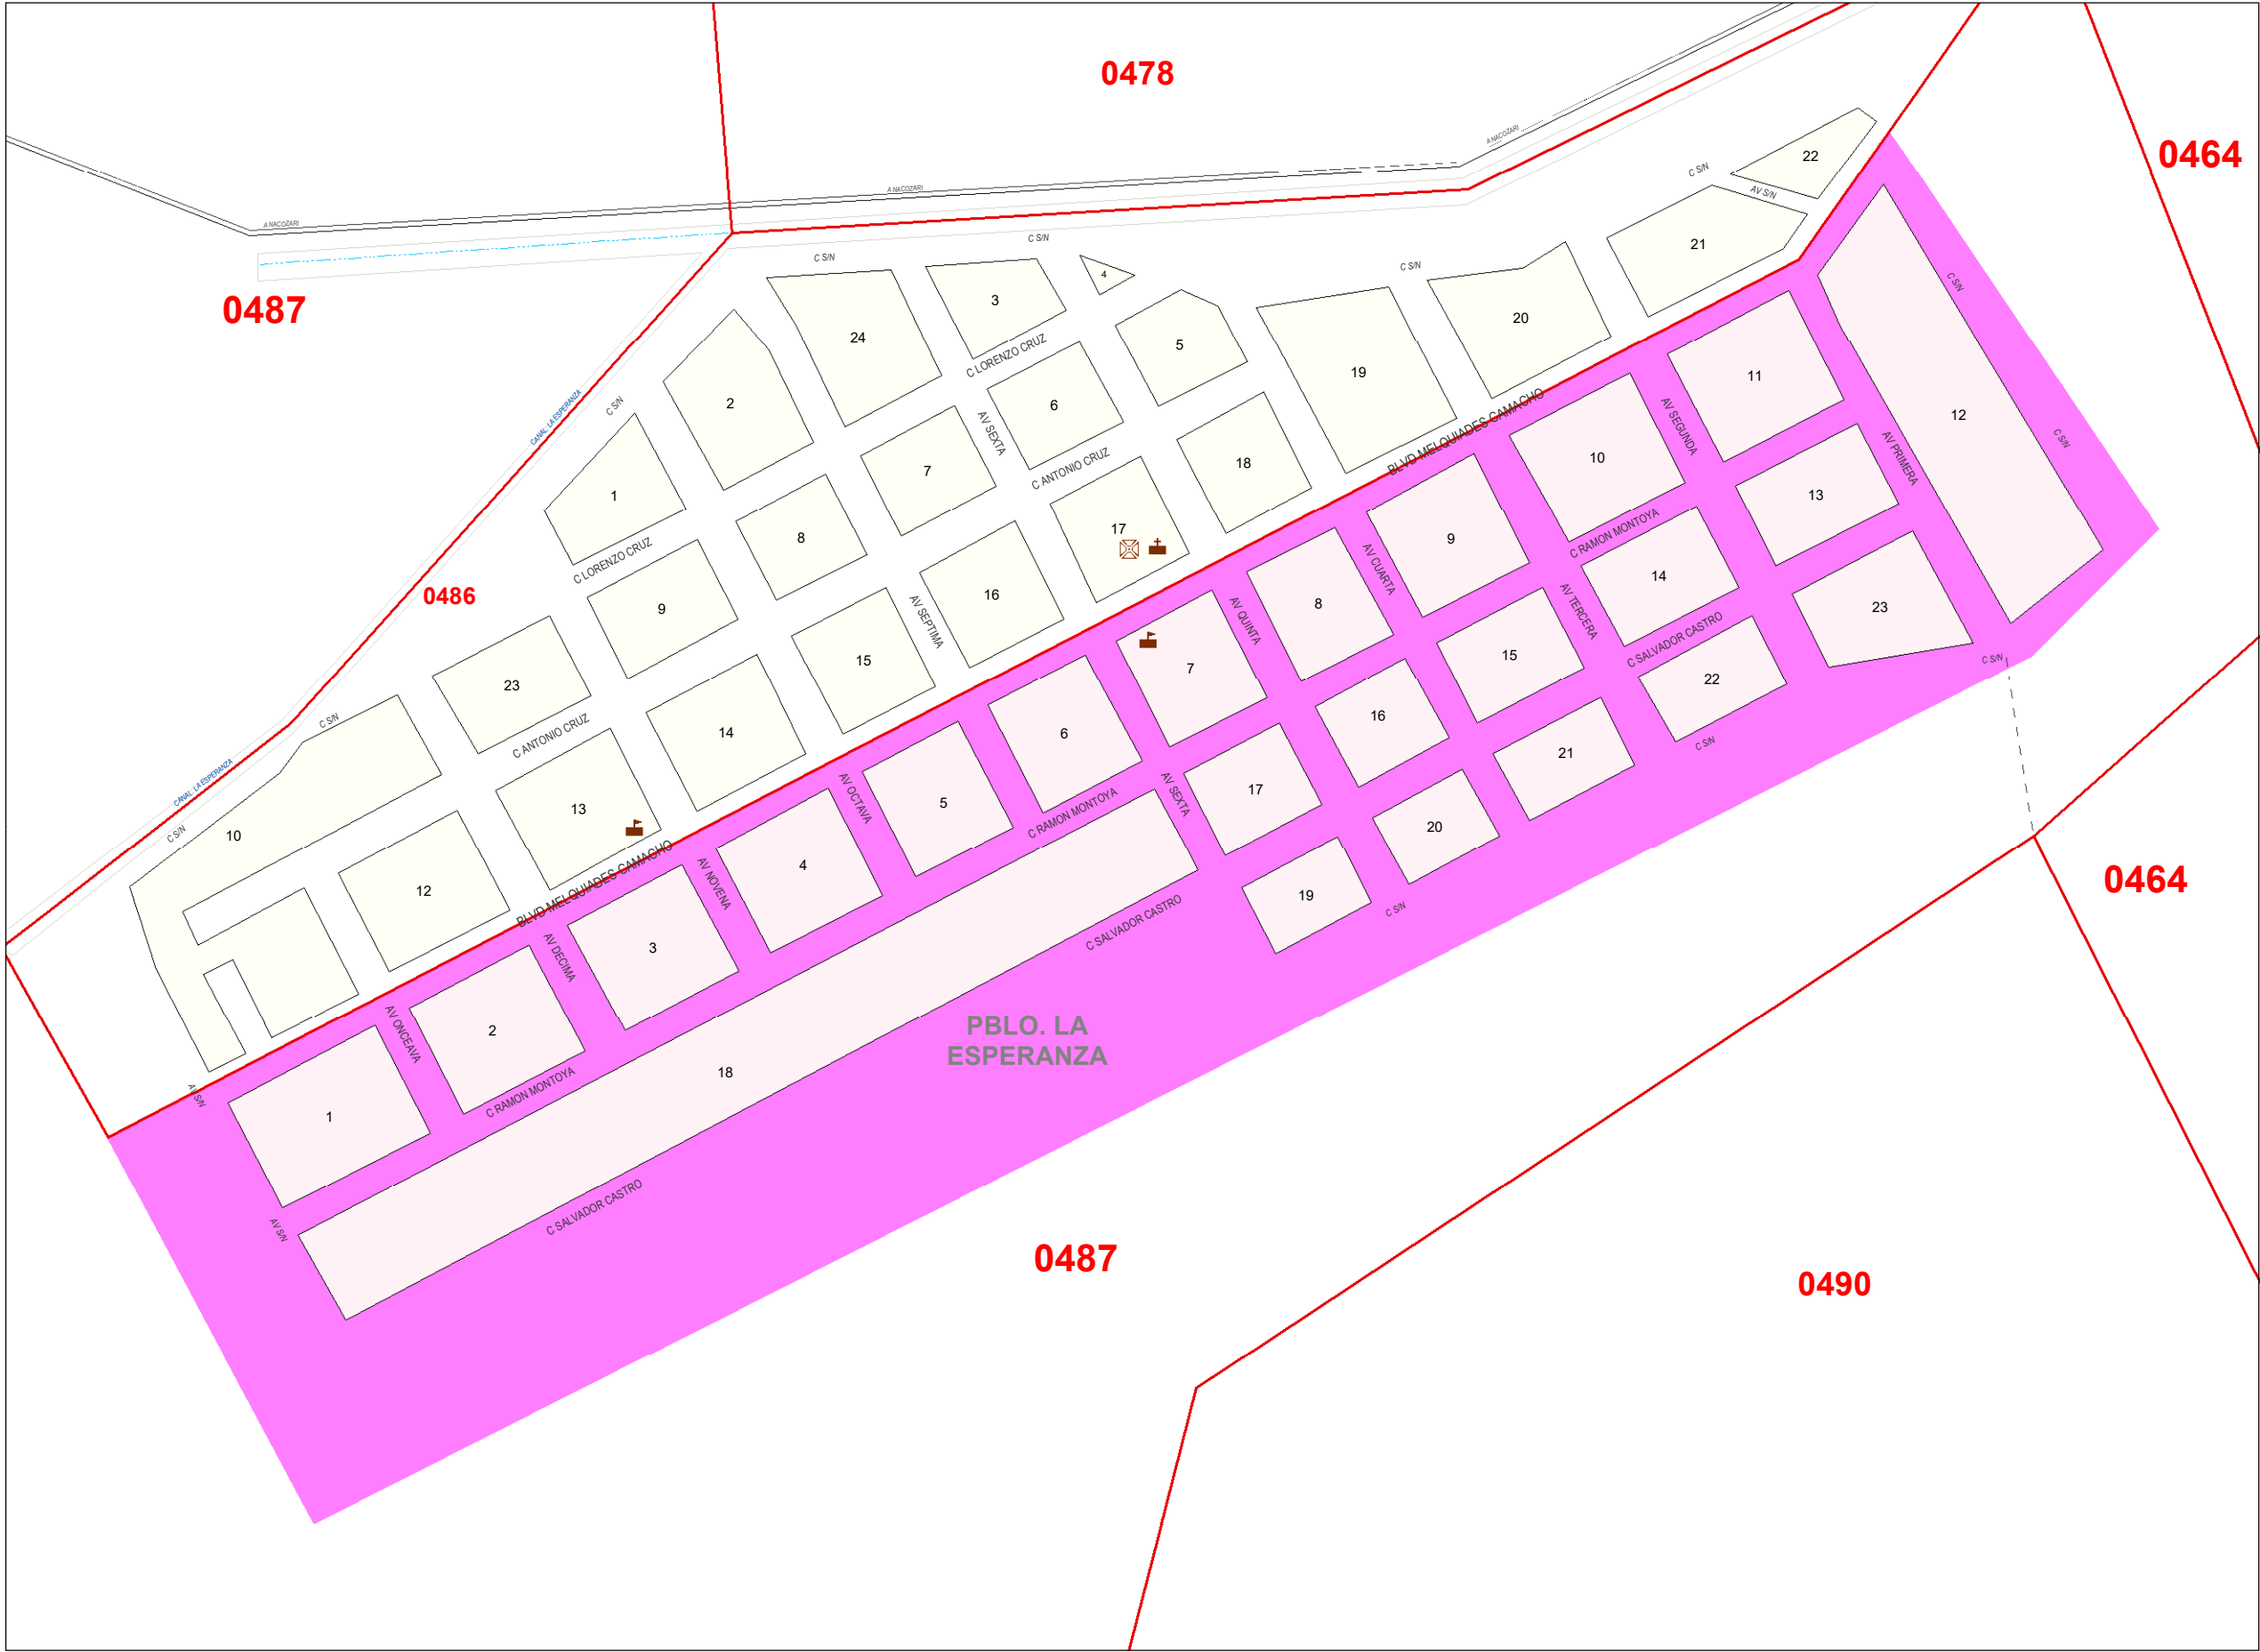 0478
A NACOZARI
0464
22
C S/N
AV S/N
A NACOZARI
A NACOZARI
C S/N
C S/N
21
0487
C S/N
4
3
20
24
5
C LORENZO CRUZ
19
C S/N
11
12
CANAL. LA ESPERANZA
C S/N
2
6
AV SEXTA
BLVD MELQUIADES CAMACHO
AV SEGUNDA
C S/N
AV PRIMERA
7
C ANTONIO CRUZ
18
10
1
17
13
8
9
C RAMON MONTOYA
C LORENZO CRUZ
AV CUARTA
14
0486
9
16
8
AV TERCERA
23
AV SEPTIMA
AV QUINTA
C SALVADOR CASTRO
15
C S/N
23
15
7
22
C S/N
C ANTONIO CRUZ
14
6
16
C S/N
21
CANAL. LA ESPERANZA
AV OCTAVA
AV SEXTA
17
C S/N
10
13
5
C RAMON MONTOYA
20
BLVD MELQUIADES CAMACHO
4
AV NOVENA
0464
12
19
C S/N
3
AV DECIMA
C SALVADOR CASTRO
2
AV ONCEAVA
PBLO. LA
ESPERANZA
18
AV S/N
C RAMON MONTOYA
1
C SALVADOR CASTRO
AV S/N
0487
0490